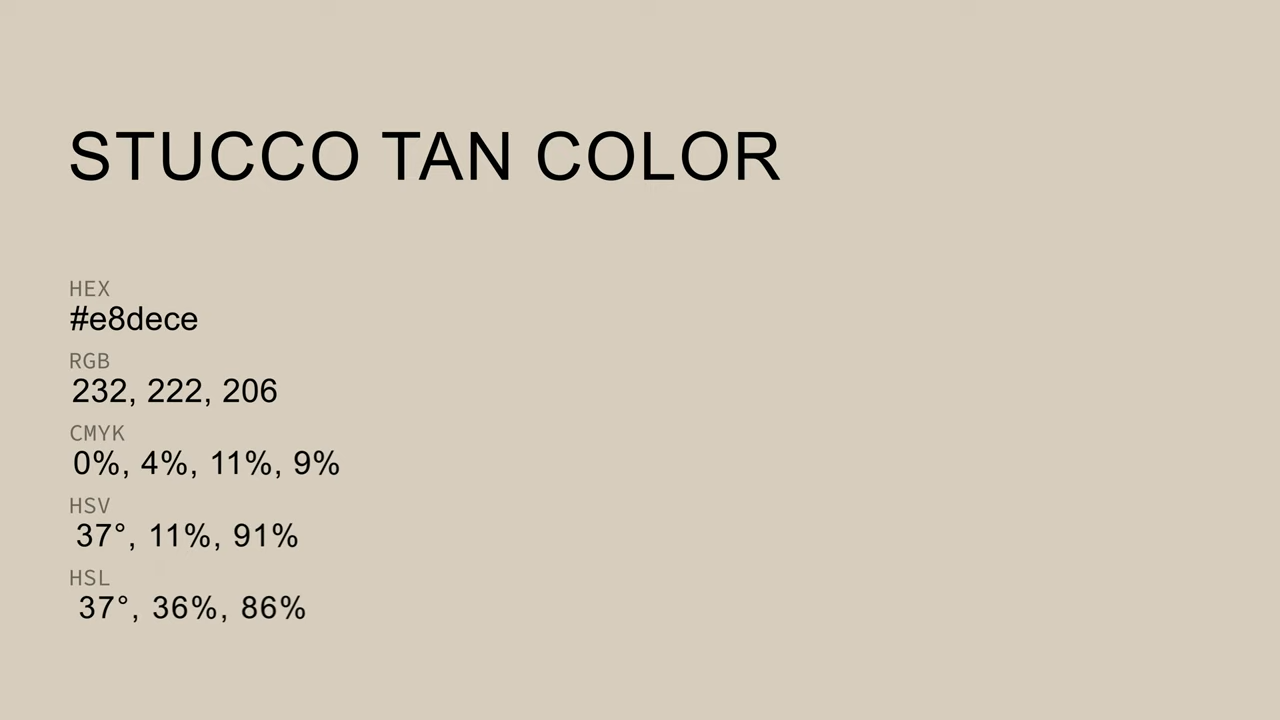 STUCCO TAN COLOR
HEX
#e8dece
RGB
232, 222, 206
CMYK
0%, 4%, 11%, 9%
HSV
37°, 11%, 91%
HSL
37°, 36%, 86%